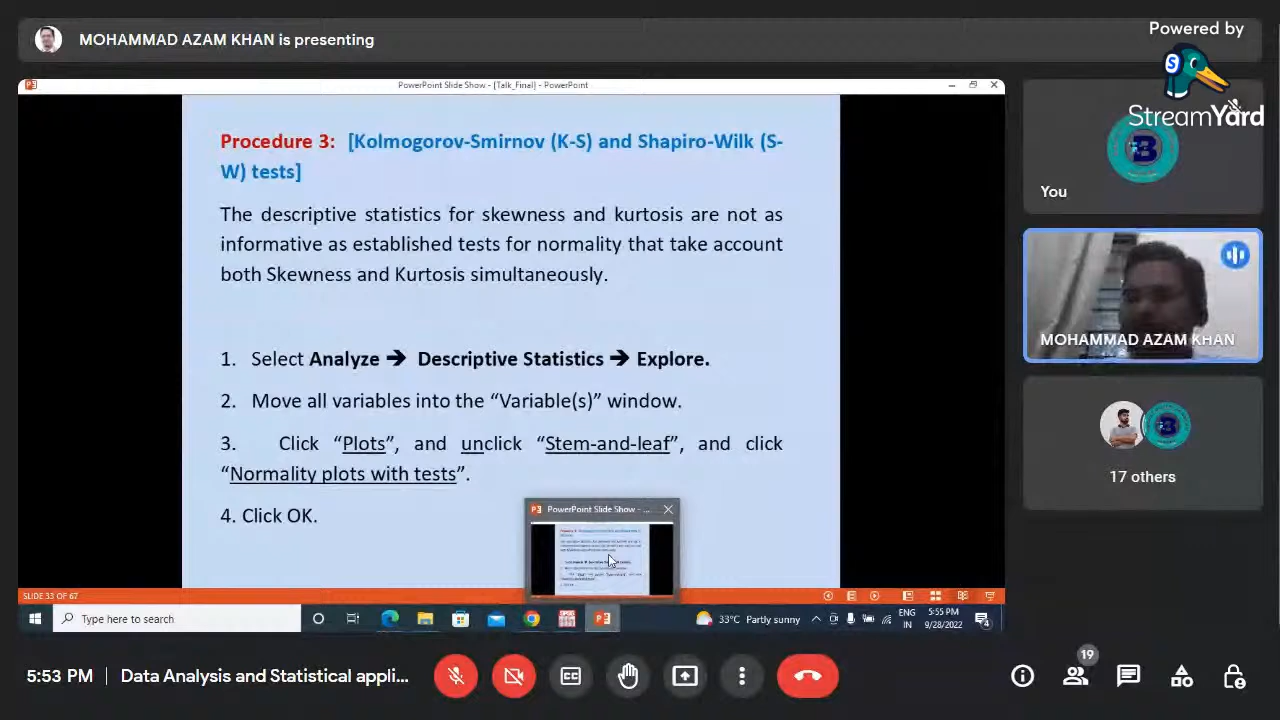 MOHAMMAD AZAM KHAN is presenting
Powered by
StreamYard
PowerPoint Slide Show - [Talk_Final] - PowerPoint
Procedure 3: [Kolmogorov-Smirnov (K-S) and Shapiro-Wilk (S-
W) tests]
The descriptive statistics for skewness and kurtosis are not as
informative as established tests for normality that take account
both Skewness and Kurtosis simultaneously.
1. Select Analyze ➔ Descriptive Statistics ➔ Explore.
2. Move all variables into the “Variable(s)” window.
3. Click “Plots”, and unclick “Stem-and-leaf”, and click
“Normality plots with tests”.
4. Click OK.
PowerPoint Slide Show - ...
SLIDE 33 OF 67
Type here to search
33°C Partly sunny
ENG
IN
5:55 PM
9/28/2022
4
You
MOHAMMAD AZAM KHAN
17 others
5:53 PM
Data Analysis and Statistical appli...
19